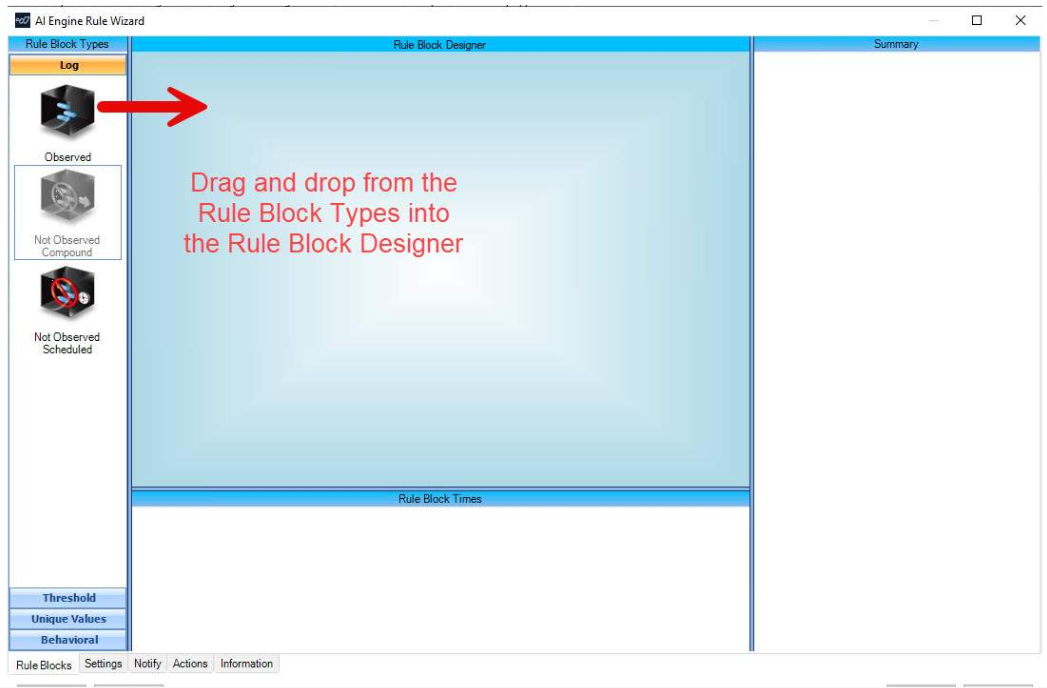 AI Engine Rule Wizard
Rule Block Types
Rule Block Designer
Summary
Log
Observed
Not Observed
Compound
Not Observed
Scheduled
Drag and drop from the
Rule Block Types into
the Rule Block Designer
Rule Block Times
Threshold
Unique Values
Behavioral
Rule Blocks
Settings
Notify
Actions
Information